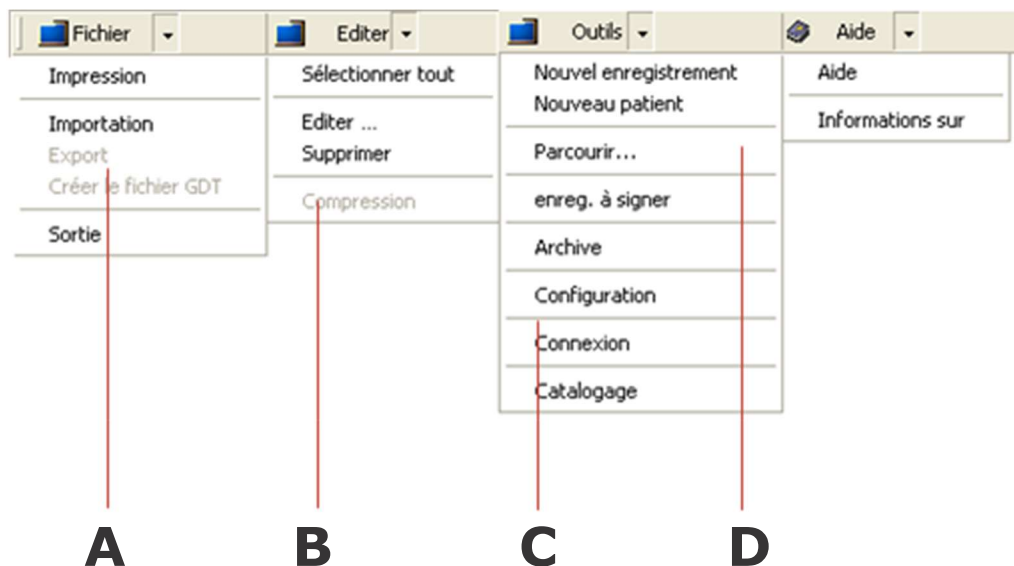 Fichier
Impression
Importation
Export
Créer le fichier GDT
Sortie
Editer
Sélectionner tout
Editer ...
Supprimer
Compression
Outils
Nouvel enregistrement
Nouveau patient
Parcourir...
enreg. à signer
Archive
Configuration
Connexion
Catalogage
Aide
Aide
Informations sur
A
B
C
D